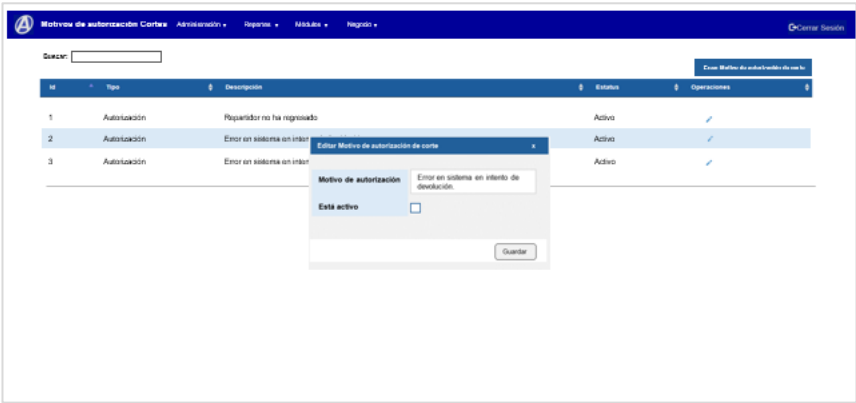 Motivos de autorización Cortes Administración Reportes Módulos Negocio Cerrar Sesión
Buscar:
Crear Motivo de autorización de corte
Id Tipo Descripción Estatus Operaciones
1 Autorización Repartidor no ha regresado Activo
2 Autorización Error en sistema en inten Activo
3 Autorización Error en sistema en inten Activo
Editar Motivo de autorización de corte x
Motivo de autorización Error en sistema en intento de
devolución.
Está activo
Guardar